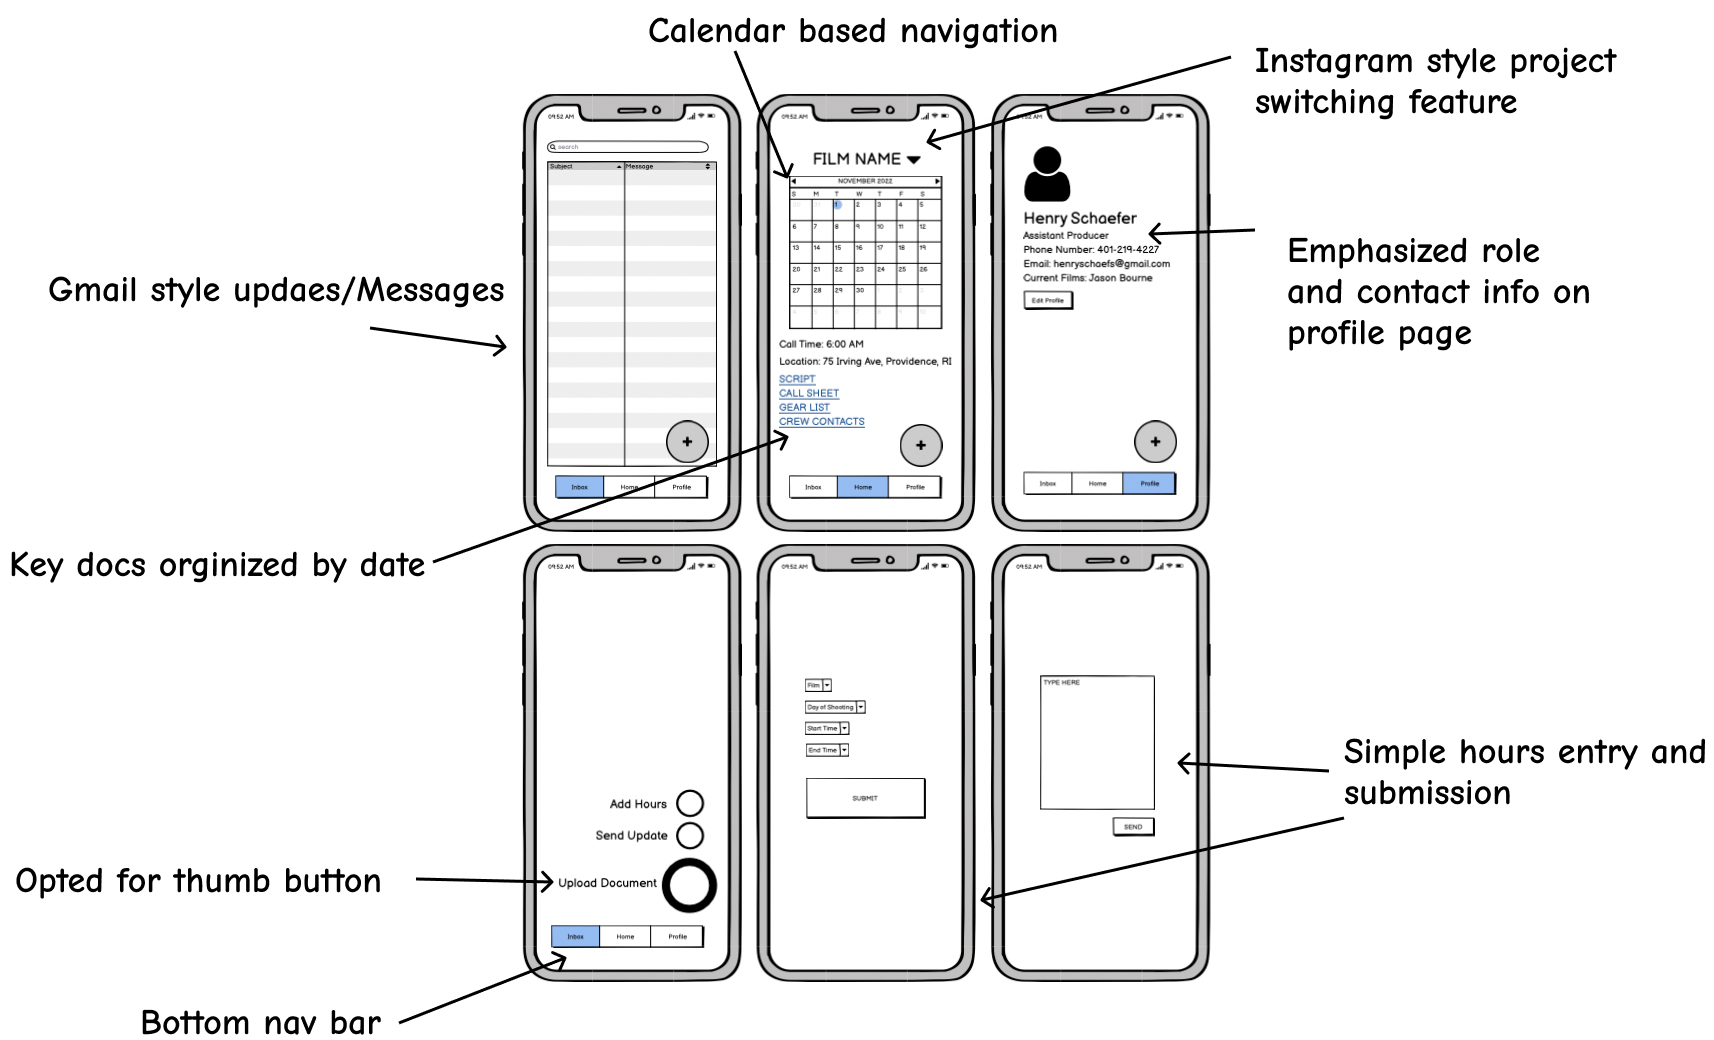 Calendar based navigation
Instagram style project
switching feature
Gmail style updaes/Messages
Emphasized role
and contact info on
profile page
Key docs orginized by date
Opted for thumb button
Bottom nav bar
Simple hours entry and
submission
09:52 AM
search
Subject Message
+
Inbox Home Profile
09:52 AM
FILM NAME
NOVEMBER 2022
S M T W T F S
30 31 1 2 3 4 5
6 7 8 9 10 11 12
13 14 15 16 17 18 19
20 21 22 23 24 25 26
27 28 29 30
Call Time: 6:00 AM
Location: 75 Irving Ave, Providence, RI
SCRIPT
CALL SHEET
GEAR LIST
CREW CONTACTS
+
Inbox Home Profile
09:52 AM
Henry Schaefer
Assistant Producer
Phone Number: 401-219-4227
Email: henryschaefs@gmail.com
Current Films: Jason Bourne
Edit Profile
+
Inbox Home Profile
09:52 AM
Add Hours
Send Update
Upload Document
Inbox Home Profile
09:52 AM
Film
Day of Shooting
Start Time
End Time
SUBMIT
09:52 AM
TYPE HERE
SEND